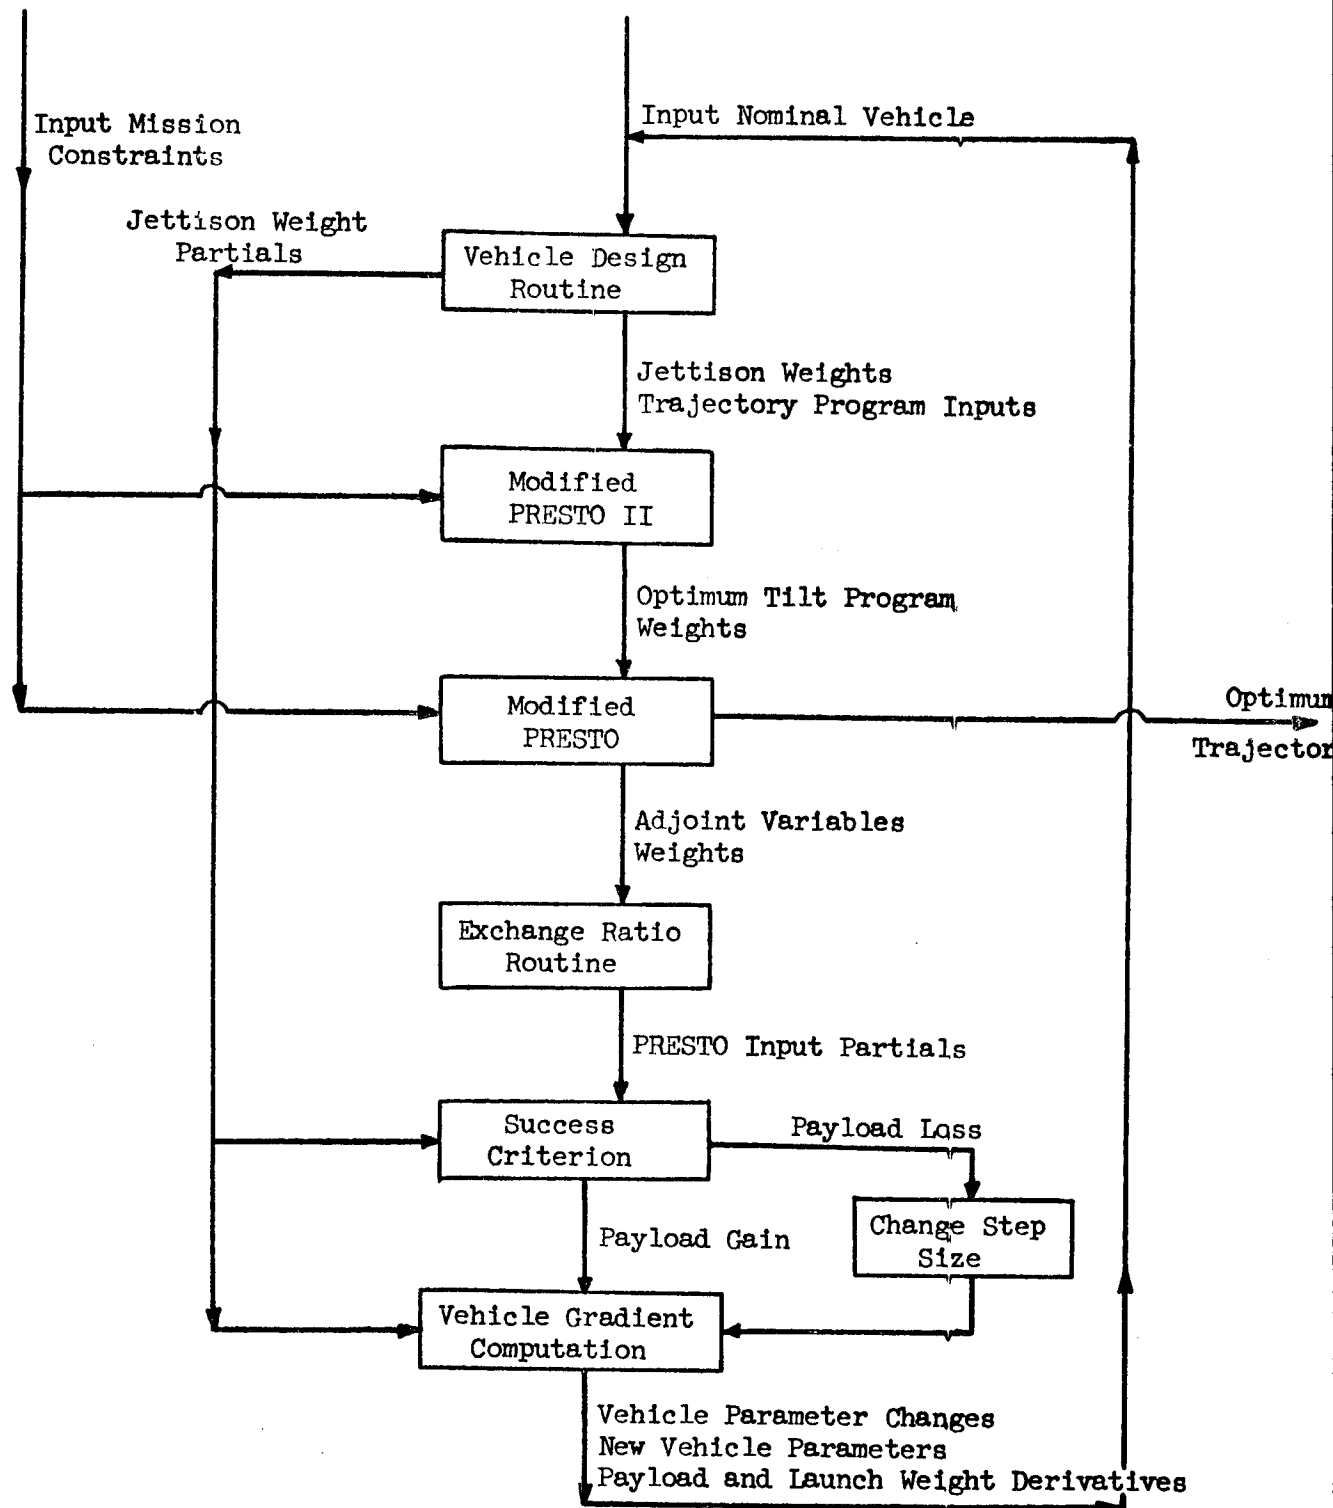 Input Nominal Vehicle
Input Mission
Constraints
Jettison Weight
Partials
Vehicle Design
Routine
Jettison Weights
Trajectory Program Inputs
Modified
PRESTO II
Optimum Tilt Program
Weights
Modified
PRESTO
Optimum
Trajector
Adjoint Variables
Weights
Exchange Ratio
Routine
PRESTO Input Partials
Success
Criterion
Payload Loss
Payload Gain
Change Step
Size
Vehicle Gradient
Computation
Vehicle Parameter Changes
New Vehicle Parameters
Payload and Launch Weight Derivatives